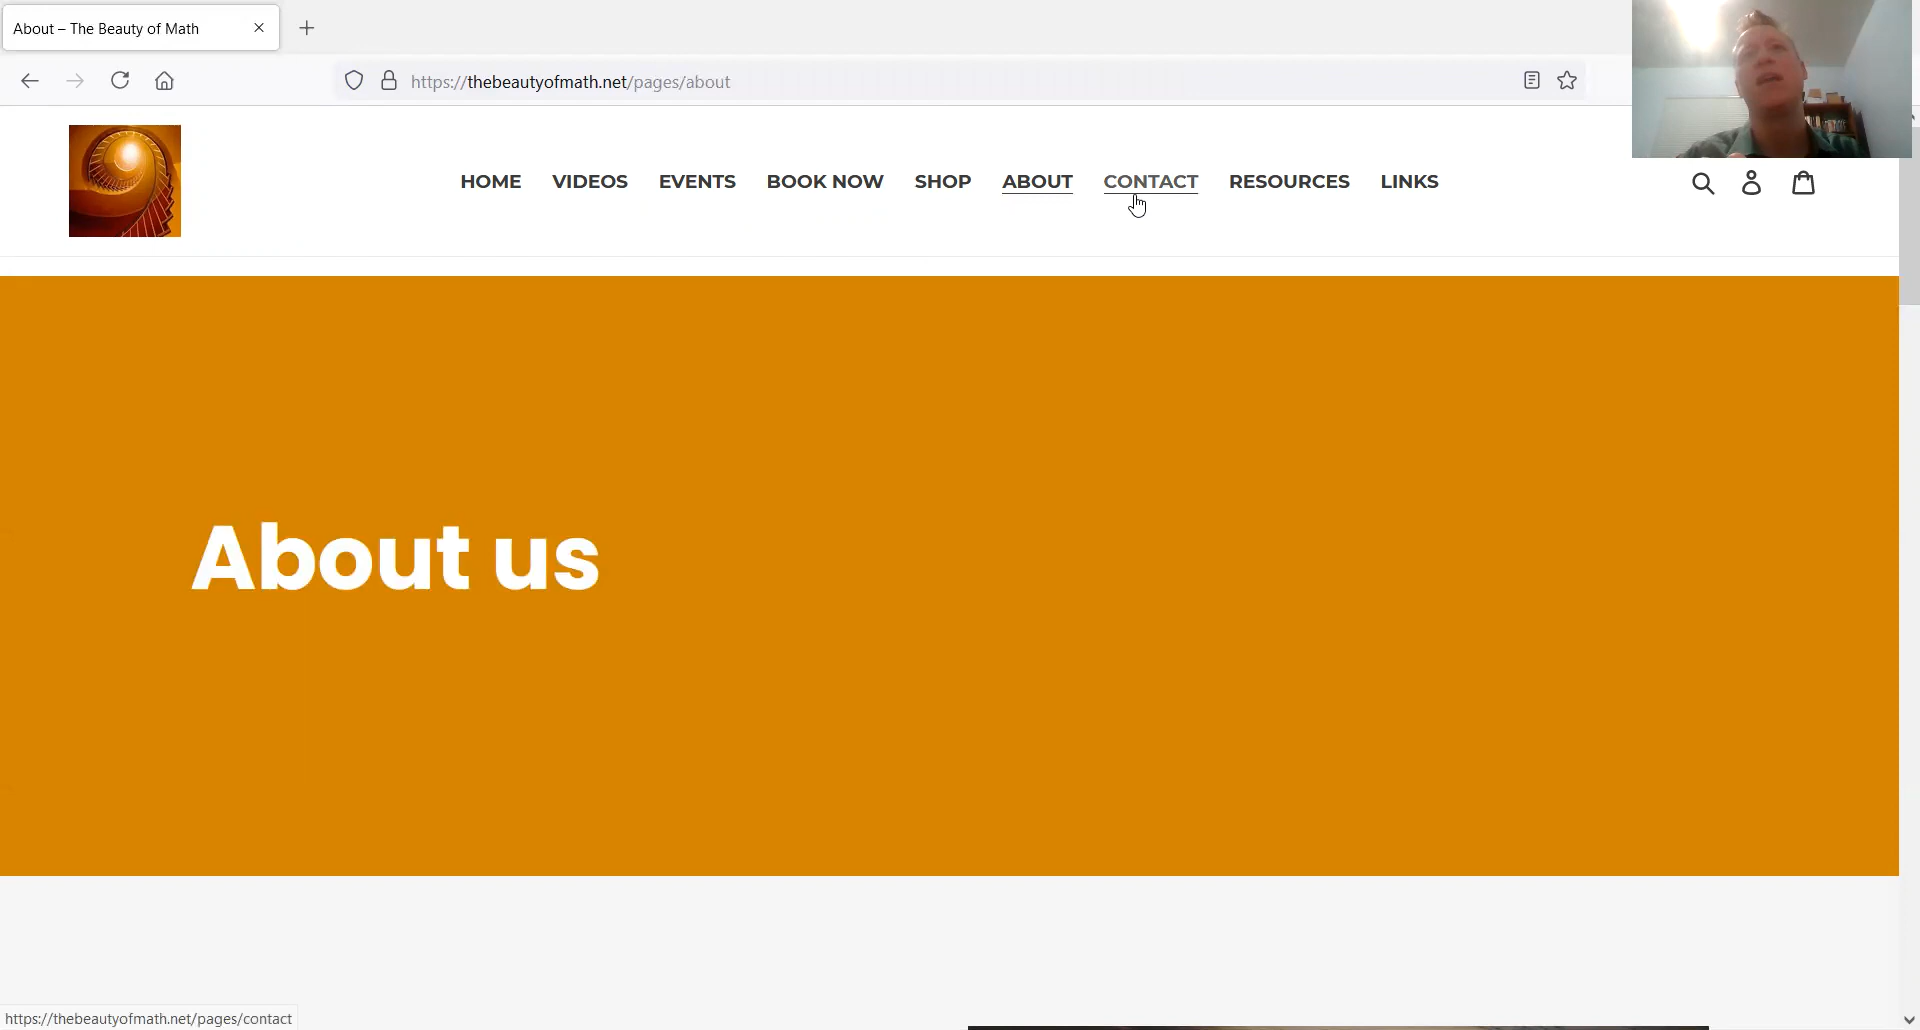 About – The Beauty of Math
https://thebeautyofmath.net/pages/about
HOME VIDEOS EVENTS BOOK NOW SHOP ABOUT CONTACT RESOURCES LINKS
About us
https://thebeautyofmath.net/pages/contact